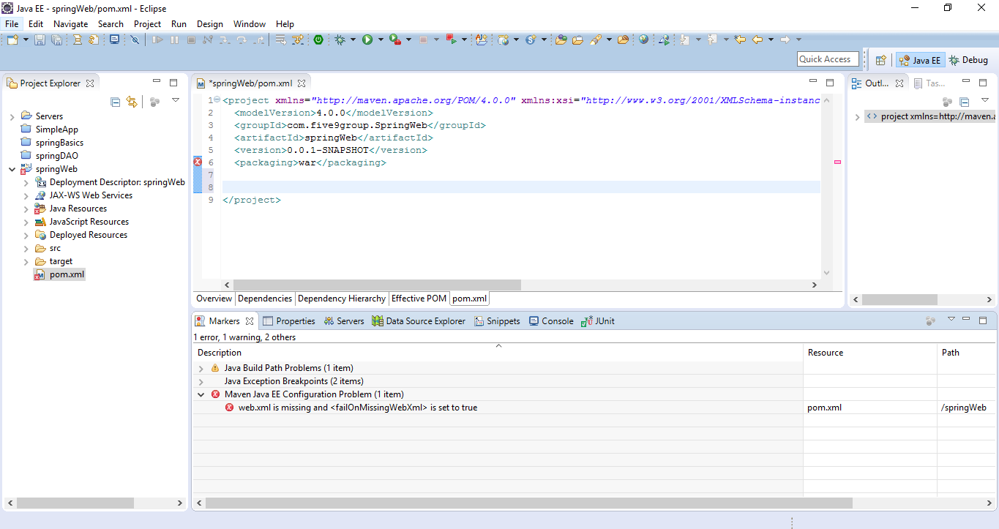 Java EE - springWeb/pom.xml - Eclipse
File Edit Navigate Search Project Run Design Window Help
Quick Access
Java EE
Debug
Project Explorer
Servers
SimpleApp
springBasics
springDAO
springWeb
Deployment Descriptor: springWeb
JAX-WS Web Services
Java Resources
JavaScript Resources
Deployed Resources
src
target
pom.xml
*springWeb/pom.xml
1 <project xmlns="http://maven.apache.org/POM/4.0.0" xmlns:xsi="http://www.w3.org/2001/XMLSchema-instanc
2 <modelVersion>4.0.0</modelVersion>
3 <groupId>com.five9group.SpringWeb</groupId>
4 <artifactId>springWeb</artifactId>
5 <version>0.0.1-SNAPSHOT</version>
6 <packaging>war</packaging>
7
8
9 </project>
Overview Dependencies Dependency Hierarchy Effective POM pom.xml
Outl... Tas...
project xmlns=http://maven.a
Markers Properties Servers Data Source Explorer Snippets Console JUnit
1 error, 1 warning, 2 others
Description Resource Path
Java Build Path Problems (1 item)
Java Exception Breakpoints (2 items)
Maven Java EE Configuration Problem (1 item)
web.xml is missing and <failOnMissingWebXml> is set to true pom.xml /springWeb